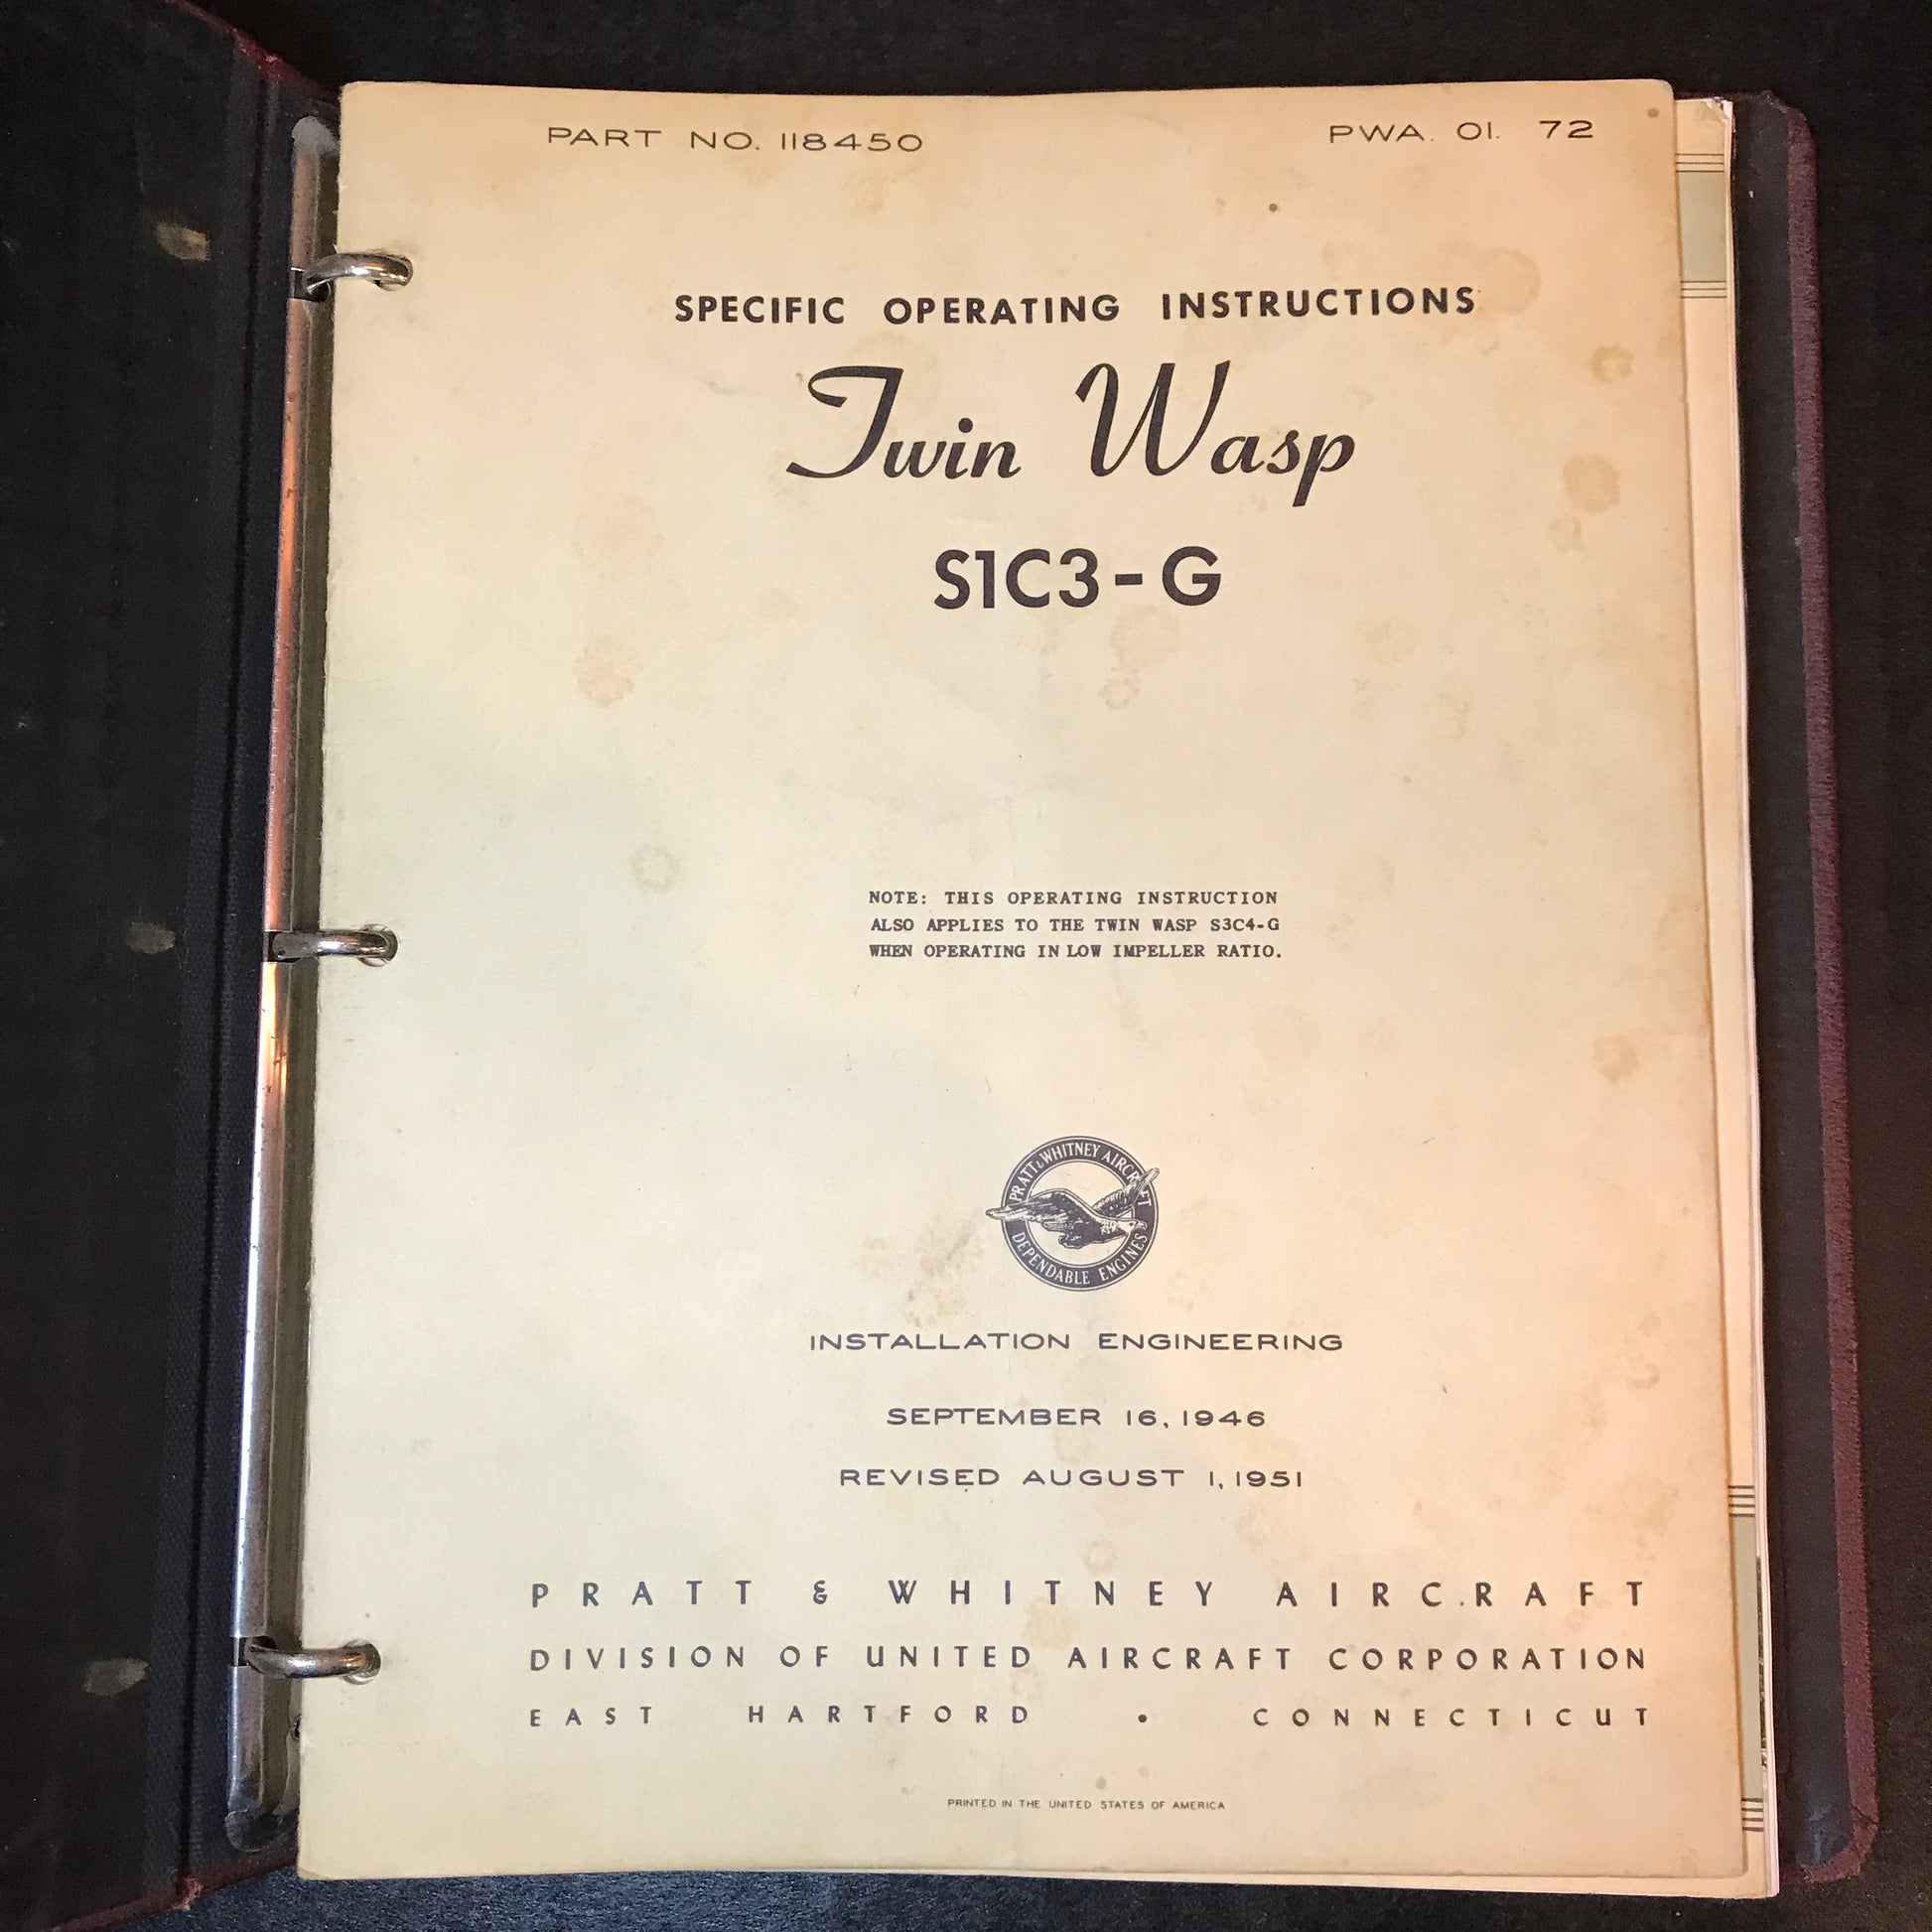 PART NO. 118450
PWA. OI. 72
SPECIFIC OPERATING INSTRUCTIONS
Twin Wasp
S1C3-G
NOTE: THIS OPERATING INSTRUCTION
ALSO APPLIES TO THE TWIN WASP S3C4-G
WHEN OPERATING IN LOW IMPELLER RATIO.
PRATT & WHITNEY AIRCRAFT
DEPENDABLE ENGINES
INSTALLATION ENGINEERING
SEPTEMBER 16, 1946
REVISED AUGUST 1, 1951
PRATT & WHITNEY AIRCRAFT
DIVISION OF UNITED AIRCRAFT CORPORATION
EAST HARTFORD • CONNECTICUT
PRINTED IN THE UNITED STATES OF AMERICA